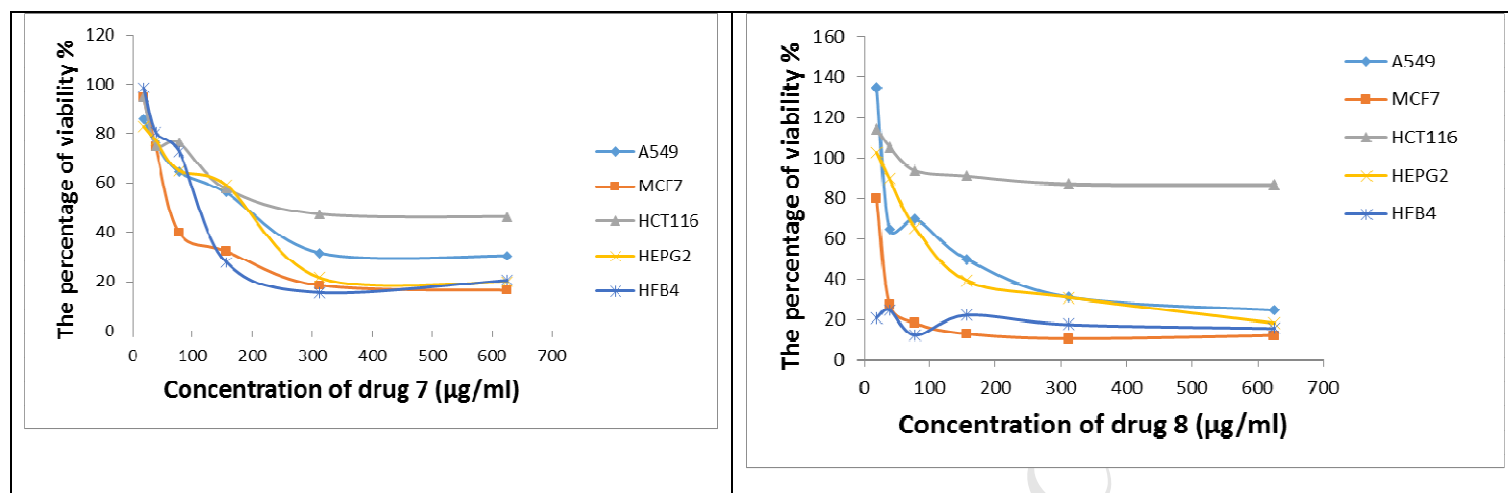 The percentage of viability %
120
100
80
60
40
20
0
0 100 200 300 400 500 600 700
Concentration of drug 7 (µg/ml)
A549
MCF7
HCT116
HEPG2
HFB4
The percentage of viability %
160
140
120
100
80
60
40
20
0
0 100 200 300 400 500 600 700
Concentration of drug 8 (µg/ml)
A549
MCF7
HCT116
HEPG2
HFB4